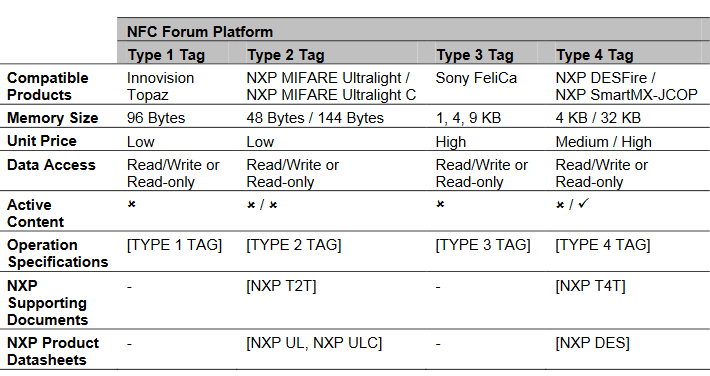 NFC Forum Platform
Type 1 Tag Type 2 Tag Type 3 Tag Type 4 Tag
Compatible Innovision NXP MIFARE Ultralight / Sony FeliCa NXP DESFire /
Products Topaz NXP MIFARE Ultralight C NXP SmartMX-JCOP
Memory Size 96 Bytes 48 Bytes / 144 Bytes 1, 4, 9 KB 4 KB / 32 KB
Unit Price Low Low High Medium / High
Data Access Read/Write or Read/Write or Read/Write or Read/Write or
Read-only Read-only Read-only Read-only
Active × × / × × × / ✓
Content
Operation [TYPE 1 TAG] [TYPE 2 TAG] [TYPE 3 TAG] [TYPE 4 TAG]
Specifications
NXP - [NXP T2T] - [NXP T4T]
Supporting
Documents
NXP Product - [NXP UL, NXP ULC] - [NXP DES]
Datasheets